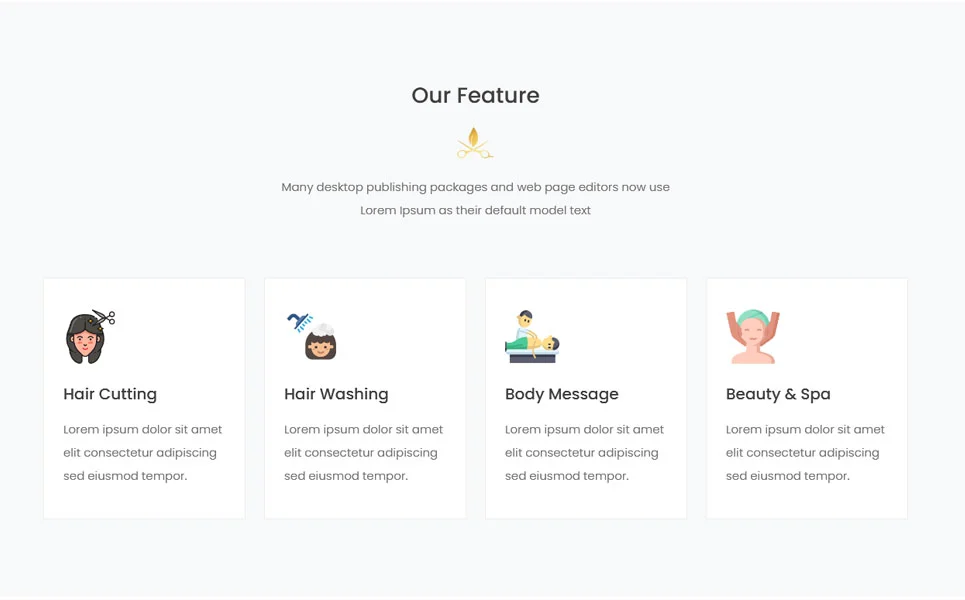 Our Feature
Many desktop publishing packages and web page editors now use
Lorem Ipsum as their default model text
Hair Cutting
Lorem ipsum dolor sit amet
elit consectetur adipiscing
sed eiusmod tempor.
Hair Washing
Lorem ipsum dolor sit amet
elit consectetur adipiscing
sed eiusmod tempor.
Body Message
Lorem ipsum dolor sit amet
elit consectetur adipiscing
sed eiusmod tempor.
Beauty & Spa
Lorem ipsum dolor sit amet
elit consectetur adipiscing
sed eiusmod tempor.